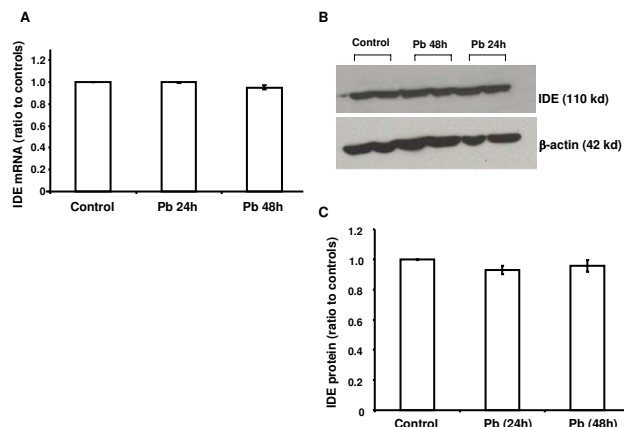 A
IDE mRNA (ratio to controls)
1.2
1.0
0.8
0.6
0.4
0.2
0
Control Pb 24h Pb 48h
B
Control Pb 48h Pb 24h
IDE (110 kd)
β-actin (42 kd)
C
IDE protein (ratio to controls)
1.2
1.0
0.8
0.6
0.4
0.2
0
Control Pb (24h) Pb (48h)